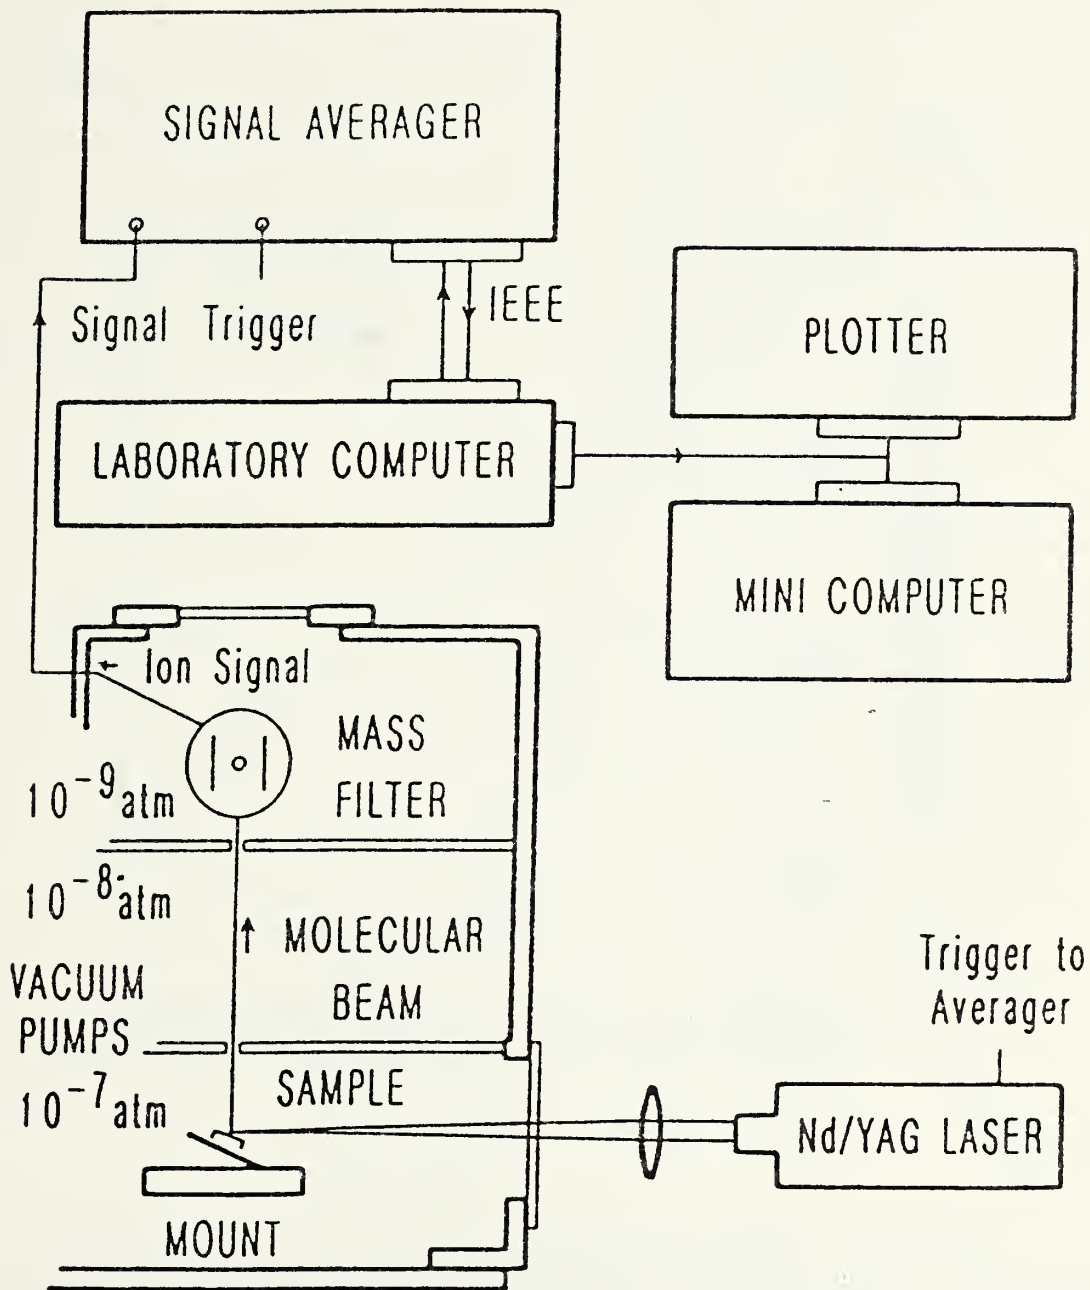 SIGNAL AVERAGER
Signal Trigger
IEEE
PLOTTER
LABORATORY COMPUTER
MINI COMPUTER
Ion Signal
MASS
FILTER
10⁻⁹ atm
10⁻⁸ atm
MOLECULAR
BEAM
VACUUM
PUMPS
Trigger to
Averager
10⁻⁷ atm
SAMPLE
Nd/YAG LASER
MOUNT